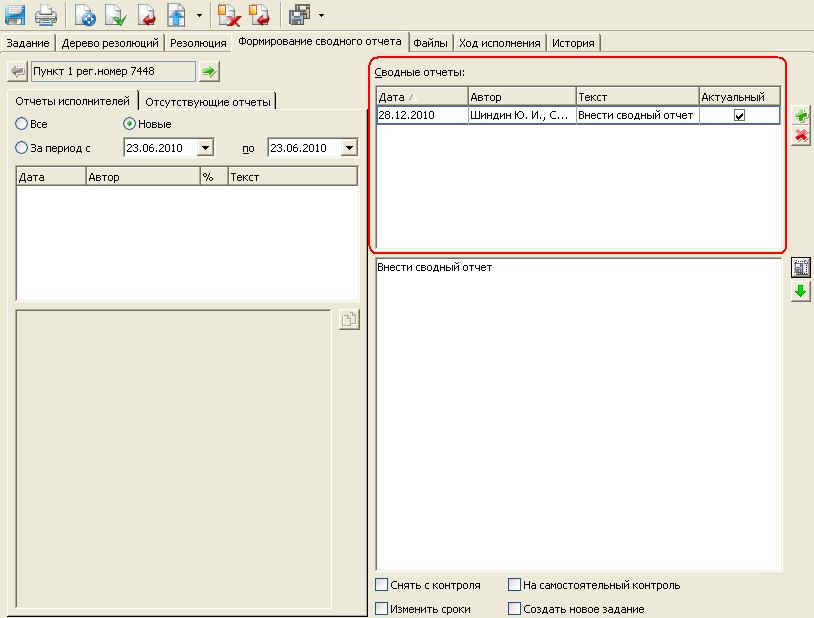 Задание Дерево резолюций Резолюция Формирование сводного отчета Файлы Ход исполнения История
Пункт 1 рег.номер 7448
Отчеты исполнителей Отсутствующие отчеты
Все Новые
За период с 23.06.2010 по 23.06.2010
Дата Автор % Текст
Сводные отчеты:
Дата Автор Текст Актуальный
28.12.2010 Шиндин Ю. И., С... Внести сводный отчет
Внести сводный отчет
Снять с контроля На самостоятельный контроль
Изменить сроки Создать новое задание